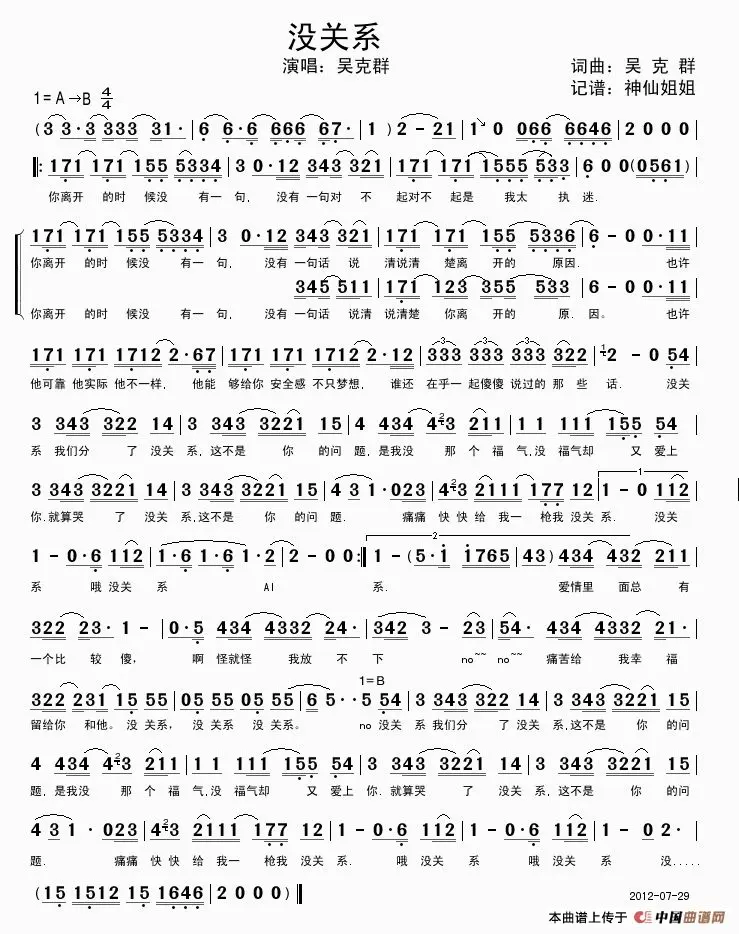 没关系
演唱：吴克群
词曲：吴 克 群
1=A→B 4/4
记谱：神仙姐姐
(3 3·3 333 31· | 6 6·6 666 67· | 1 ) 2 - 21 | 1 0 066 6646 | 2 0 0 0 |
‖: 171 171 155 5334 | 3 0·12 343 321 | 171 171 1555 533 | 6 0 0 (0561) |
你离开 的时 候没 有一 句，没有 一句对 不 起对不 起是 我太 执 迷.
171 171 155 5334 | 3 0·12 343 321 | 171 171 155 5336 | 6 - 0 0·11 |
你离开 的时 候没 有一 句，没有 一句话 说 清说清 楚离 开的 原因. 也许
345 511 | 171 123 355 533 | 6 - 0 0·11 |
你离开 的时 候没 有一 句，没有 一句话 说清 说清楚 你离 开的 原. 因。 也许
171 171 1712 2·67 | 171 171 1712 2·12 | 333 333 333 322 | 2 - 0 54 |
他可靠 他实际 他不一样，他能 够给你 安全感 不只梦想，谁还 在乎一 起傻傻 说过的 那 些 话. 没关
3 343 322 14 | 3 343 3221 15 | 4 434 43 211 | 1 1 111 155 54 |
系 我们分 了 没关 系,这不是 你 的问 题，是我没 那 个 福 气,没 福气却 又 爱上
3 343 3221 14 | 3 343 3221 15 | 4 3 1·023 | 43 2111 177 12 | 1 - 0 112 |
你.就算哭 了 没关 系,这不是 你 的问 题. 痛痛 快 快给 我一 枪我 没关 系. 没关
1 - 0·6 112 | 1·6 1·6 1·2 | 2 - 0 0 :‖ 1 - (5·1 1765 | 43) 434 432 211 |
系 哦 没关 系 AI 系. 爱情里 面总 有
322 23· 1 - | 0·5 434 4332 24· | 342 3 - 23 | 54· 434 4332 21· |
一个比 较 傻， 啊 怪就怪 我放 不 下 no~~ no~~ 痛苦给 我幸 福
1=B
322 231 15 55 | 05 55 05 55 | 6 5··5 54 | 3 343 322 14 | 3 343 3221 15 |
留给你 和他。没 关系， 没 关系 没 关系。 no 没关 系 我们分 了 没关 系,这不是 你 的问
4 434 43 211 | 1 1 111 155 54 | 3 343 3221 14 | 3 343 3221 15 |
题，是我没 那 个 福 气,没 福气却 又 爱上 你.就算哭 了 没关 系，这不是 你 的问
4 3 1·023 | 43 2111 177 12 | 1 - 0·6 112 | 1 - 0·6 112 | 1 - 0 2· |
题. 痛痛 快 快 给 我一 枪我 没关 系. 哦 没关 系 哦 没关 系 没.....
(15 1512 15 1646 | 2 0 0 0 )‖
2012-07-29
本曲谱上传于 中国曲谱网